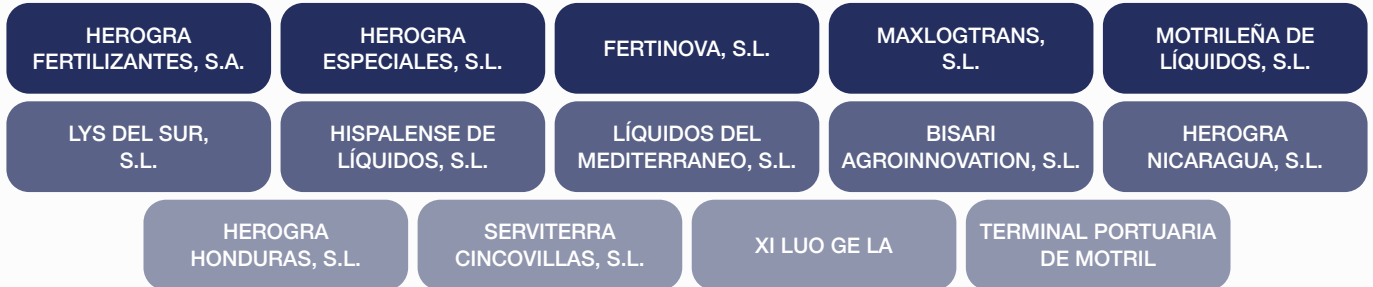 HEROGRA
FERTILIZANTES, S.A.
HEROGRA
ESPECIALES, S.L.
FERTINOVA, S.L.
MAXLOGTRANS,
S.L.
MOTRILEÑA DE
LÍQUIDOS, S.L.
LYS DEL SUR,
S.L.
HISPALENSE DE
LÍQUIDOS, S.L.
LÍQUIDOS DEL
MEDITERRANEO, S.L.
BISARI
AGROINNOVATION, S.L.
HEROGRA
NICARAGUA, S.L.
HEROGRA
HONDURAS, S.L.
SERVITERRA
CINCOVILLAS, S.L.
XI LUO GE LA
TERMINAL PORTUARIA
DE MOTRIL